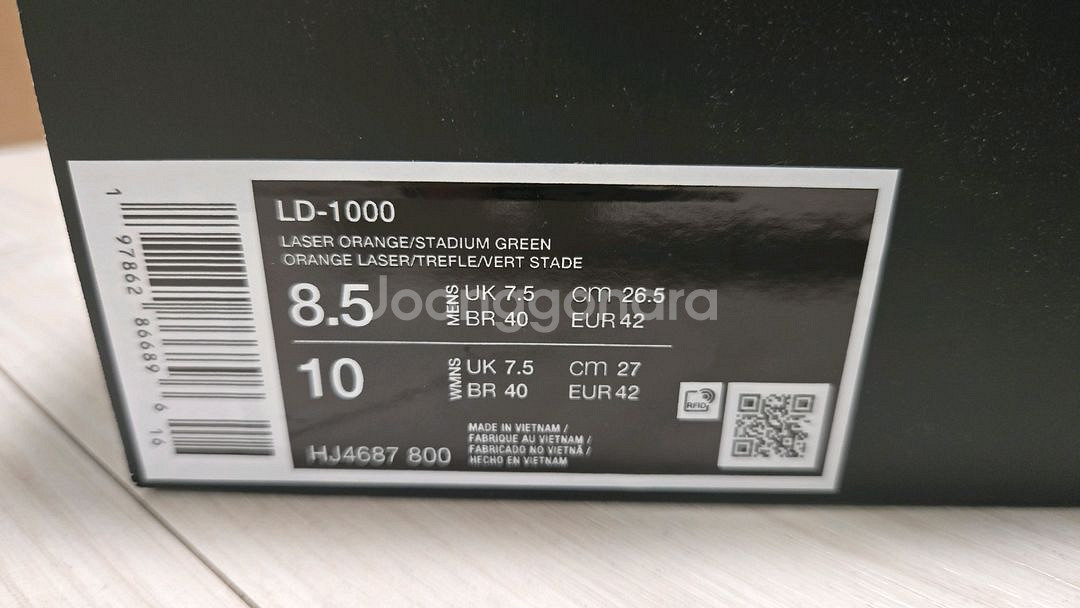 1
97862 86689 6 16
LD-1000
LASER ORANGE/STADIUM GREEN
ORANGE LASER/TREFLE/VERT STADE
8.5
MENS
UK 7.5 cm 26.5
BR 40 EUR 42
Joonggonara
10
WMNS
UK 7.5 cm 27
BR 40 EUR 42
RFID
HJ4687 800
MADE IN VIETNAM /
FABRIQUE AU VIETNAM /
FABRICADO NO VIETNÃ /
HECHO EN VIETNAM